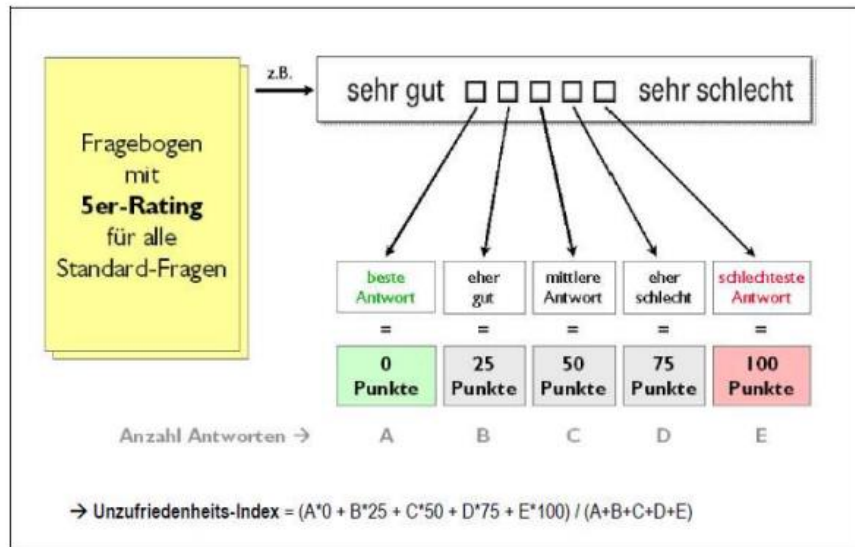 Fragebogen
mit
5er-Rating
für alle
Standard-Fragen
z.B.
sehr gut □ □ □ □ □ sehr schlecht
beste
Antwort
eher
gut
mittlere
Antwort
eher
schlecht
schlechteste
Antwort
= = = = =
0
Punkte
25
Punkte
50
Punkte
75
Punkte
100
Punkte
Anzahl Antworten → A B C D E
→ Unzufriedenheits-Index = (A*0 + B*25 + C*50 + D*75 + E*100) / (A+B+C+D+E)